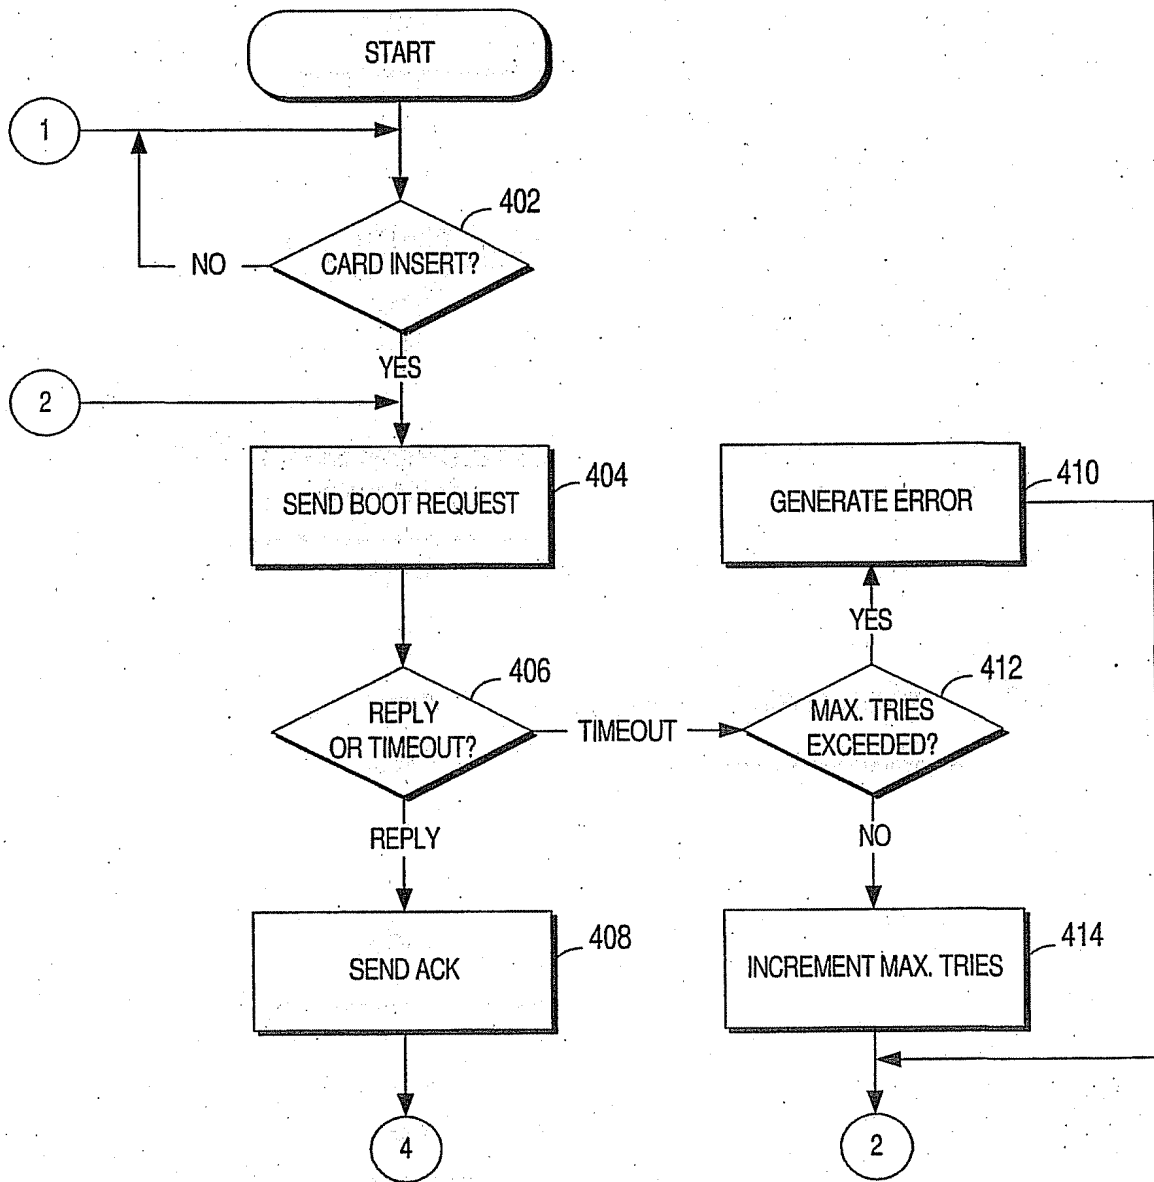 START
1
402
CARD INSERT?
NO
YES
2
SEND BOOT REQUEST
404
GENERATE ERROR
410
YES
406
REPLY
OR TIMEOUT?
TIMEOUT
412
MAX. TRIES
EXCEEDED?
REPLY
NO
SEND ACK
408
INCREMENT MAX. TRIES
414
4
2